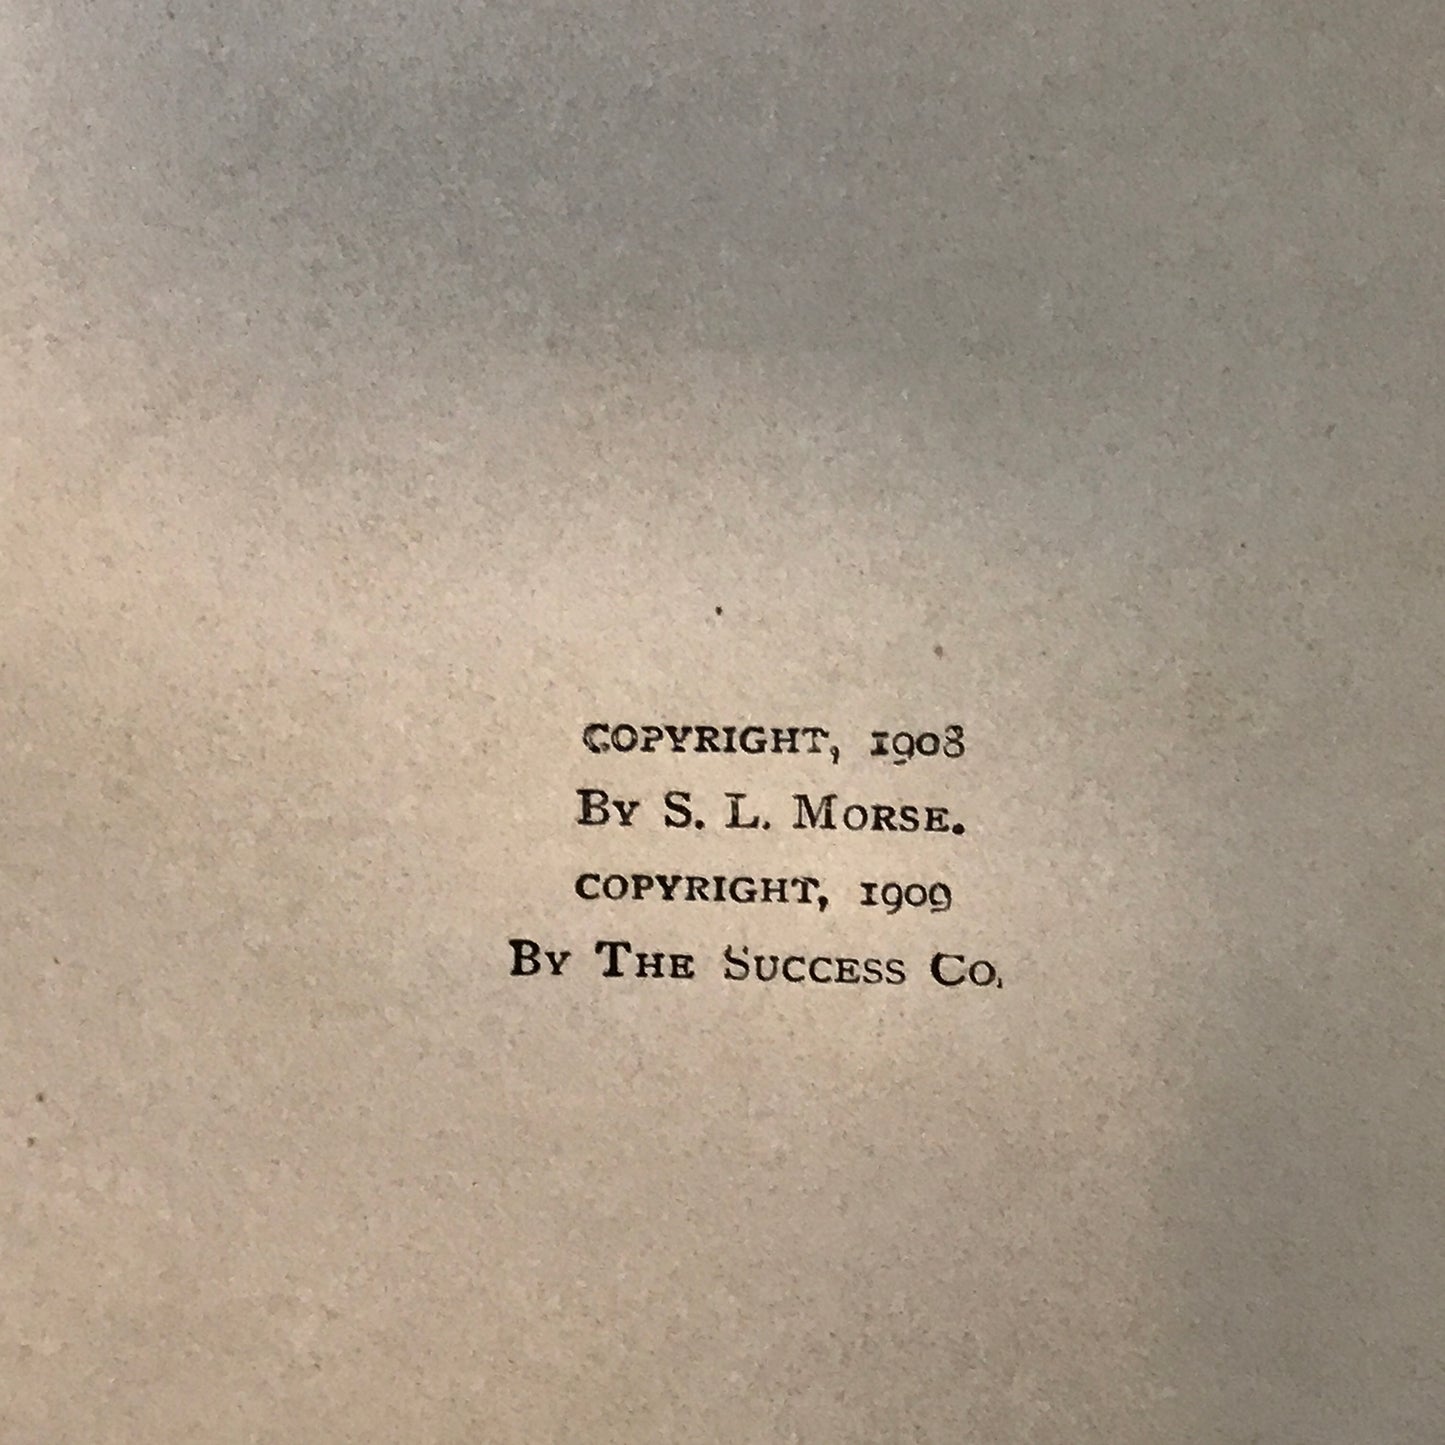 COPYRIGHT, 1908
BY S. L. MORSE.
COPYRIGHT, 1909
BY THE SUCCESS CO.